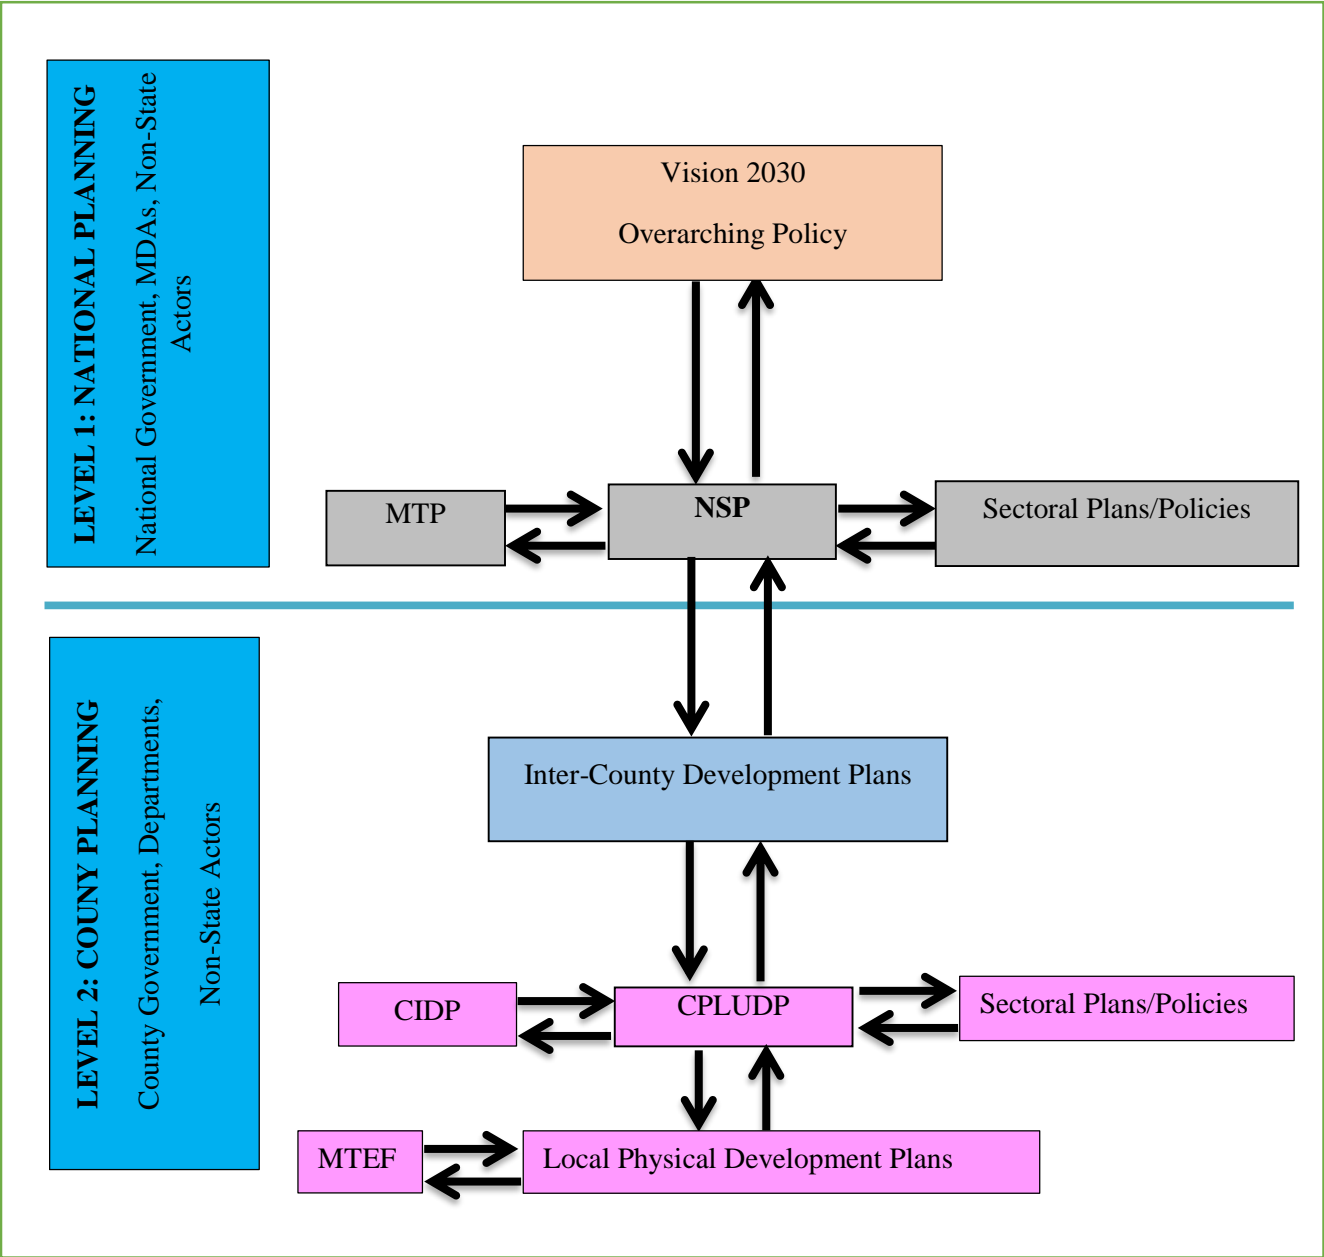 LEVEL 1: NATIONAL PLANNING
National Government, MDAs, Non-State
Actors
Vision 2030
Overarching Policy
MTP
NSP
Sectoral Plans/Policies
LEVEL 2: COUNY PLANNING
County Government, Departments,
Non-State Actors
Inter-County Development Plans
CIDP
CPLUDP
Sectoral Plans/Policies
MTEF
Local Physical Development Plans